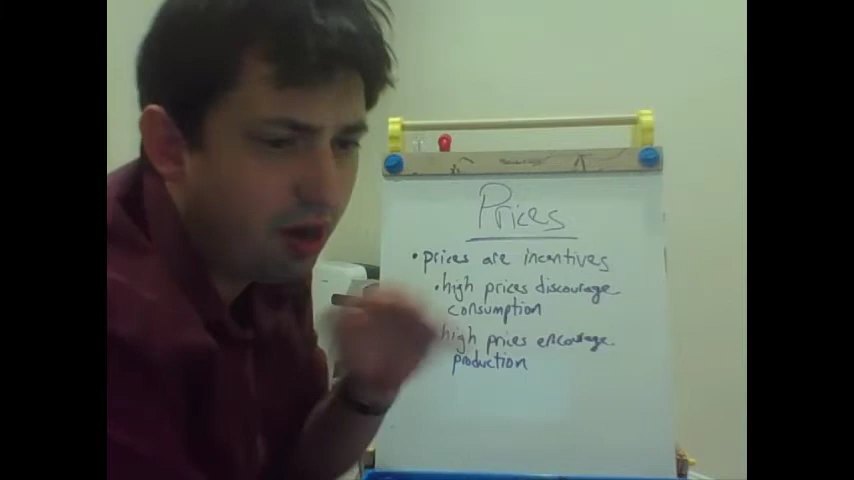 Prices
• prices are incentives
• high prices discourage
consumption
high prices encourage
production